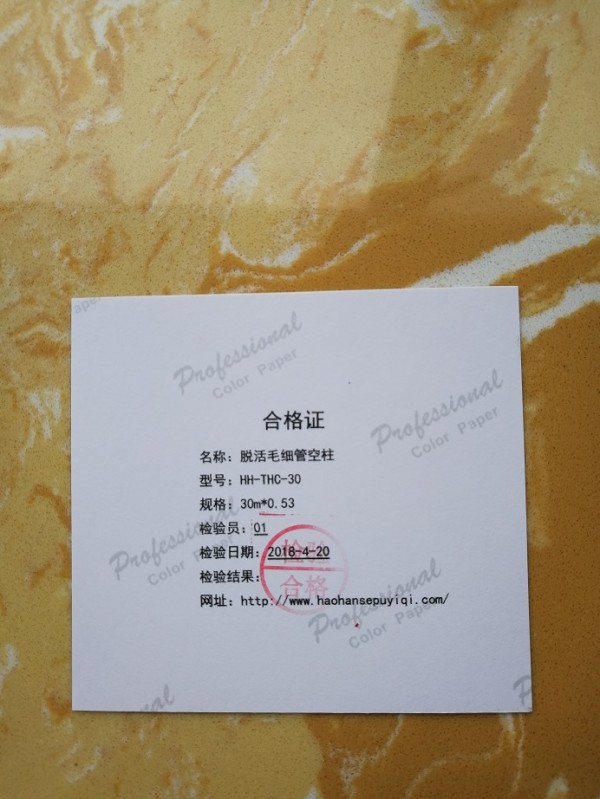 Paper
Professional
Color Paper
Professional
Color Paper
合格证
名称：脱活毛细管空柱
型号：HH-THC-30
规格：30m*0.53
检验员：01
检验日期：2018-4-20
检验结果：
检验
合格
网址：http://www.haohansepuyiqi.com/
Professional
Color Paper
Professional
Color Paper